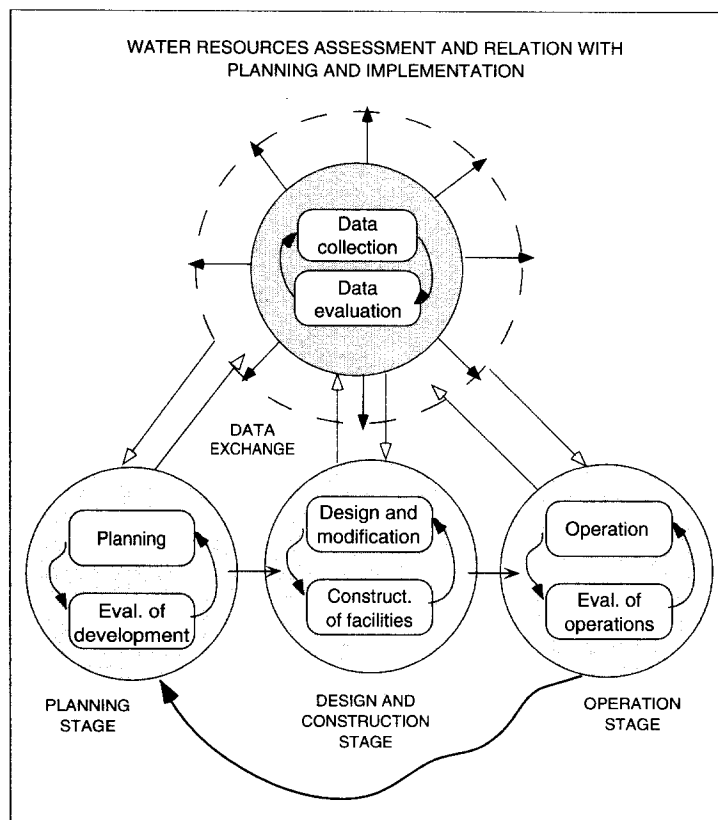 WATER RESOURCES ASSESSMENT AND RELATION WITH
PLANNING AND IMPLEMENTATION
Data
collection
Data
evaluation
DATA
EXCHANGE
Planning
Eval. of
development
Design and
modification
Construct.
of facilities
Operation
Eval. of
operations
PLANNING
STAGE
DESIGN AND
CONSTRUCTION
STAGE
OPERATION
STAGE